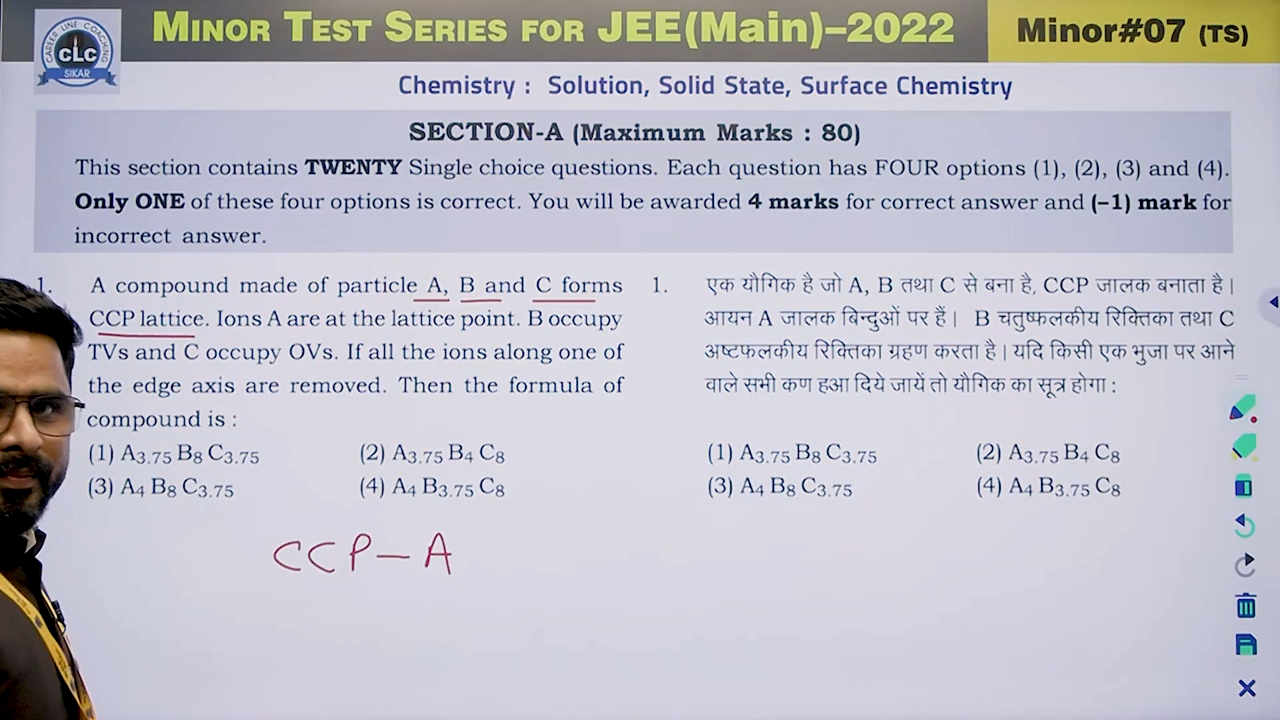 MINOR TEST SERIES FOR JEE(MAIN)–2022
Minor#07 (TS)
CAREER LINE COACHING
CLC
SIKAR
Chemistry : Solution, Solid State, Surface Chemistry
SECTION-A (Maximum Marks : 80)
This section contains TWENTY Single choice questions. Each question has FOUR options (1), (2), (3) and (4).
Only ONE of these four options is correct. You will be awarded 4 marks for correct answer and (–1) mark for
incorrect answer.
1. A compound made of particle A, B and C forms
CCP lattice. Ions A are at the lattice point. B occupy
TVs and C occupy OVs. If all the ions along one of
the edge axis are removed. Then the formula of
compound is :
(1) A3.75 B8 C3.75 (2) A3.75 B4 C8
(3) A4 B8 C3.75 (4) A4 B3.75 C8
1. एक यौगिक है जो A, B तथा C से बना है, CCP जालक बनाता है।
आयन A जालक बिन्दुओं पर हैं। B चतुष्फलकीय रिक्तिका तथा C
अष्टफलकीय रिक्तिका ग्रहण करता है। यदि किसी एक भुजा पर आने
वाले सभी कण हआ दिये जायें तो यौगिक का सूत्र होगा :
(1) A3.75 B8 C3.75 (2) A3.75 B4 C8
(3) A4 B8 C3.75 (4) A4 B3.75 C8
CCP – A